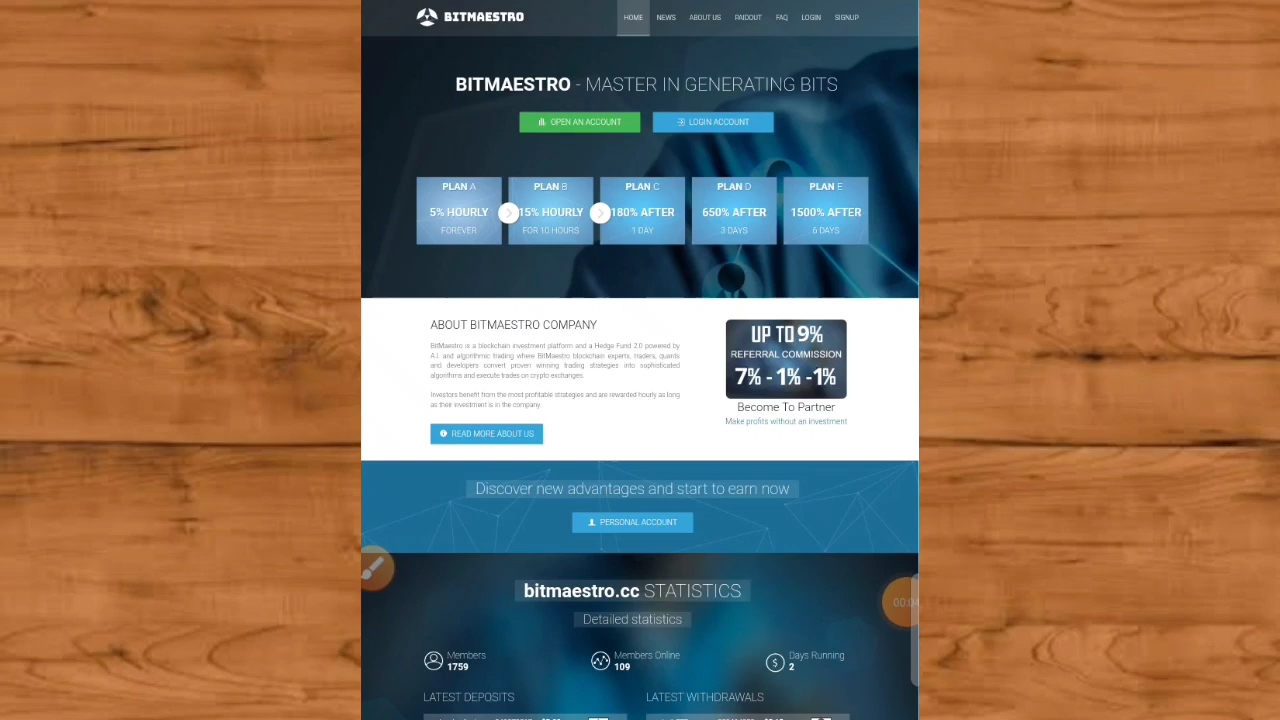 BITMAESTRO
HOME NEWS ABOUT US PAIDOUT FAQ LOGIN SIGNUP
BITMAESTRO - MASTER IN GENERATING BITS
OPEN AN ACCOUNT LOGIN ACCOUNT
PLAN A
5% HOURLY
FOREVER
PLAN B
15% HOURLY
FOR 10 HOURS
PLAN C
180% AFTER
1 DAY
PLAN D
650% AFTER
3 DAYS
PLAN E
1500% AFTER
6 DAYS
ABOUT BITMAESTRO COMPANY
BitMaestro is a blockchain investment platform and a Hedge Fund 2.0 powered by
A.I. and algorithmic trading where BitMaestro blockchain experts, traders, quants
and developers convert proven winning trading strategies into sophisticated
algorithms and execute trades on crypto exchanges.
Investors benefit from the most profitable strategies and are rewarded hourly as long
as their investment is in the company.
READ MORE ABOUT US
UP TO 9%
REFERRAL COMMISSION
7% - 1% - 1%
Become To Partner
Make profits without an investment
Discover new advantages and start to earn now
PERSONAL ACCOUNT
bitmaestro.cc STATISTICS
Detailed statistics
Members
1759
Members Online
109
Days Running
2
00:04
LATEST DEPOSITS
LATEST WITHDRAWALS